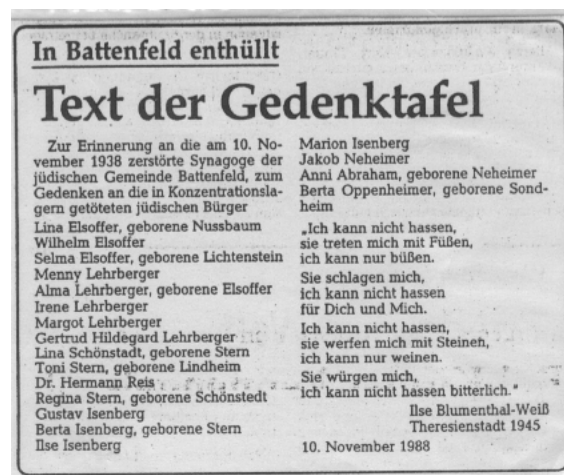 In Battenfeld enthüllt
Text der Gedenktafel
Zur Erinnerung an die am 10. No-
vember 1938 zerstörte Synagoge der
jüdischen Gemeinde Battenfeld, zum
Gedenken an die in Konzentrationsla-
gern getöteten jüdischen Bürger
Lina Elsoffer, geborene Nussbaum
Wilhelm Elsoffer
Selma Elsoffer, geborene Lichtenstein
Menny Lehrberger
Alma Lehrberger, geborene Elsoffer
Irene Lehrberger
Margot Lehrberger
Gertrud Hildegard Lehrberger
Lina Schönstadt, geborene Stern
Toni Stern, geborene Lindheim
Dr. Hermann Reis
Regina Stern, geborene Schönstedt
Gustav Isenberg
Berta Isenberg, geborene Stern
Ilse Isenberg
Marion Isenberg
Jakob Neheimer
Anni Abraham, geborene Neheimer
Berta Oppenheimer, geborene Sond-
heim
„Ich kann nicht hassen,
sie treten mich mit Füßen,
ich kann nur büßen.
Sie schlagen mich,
ich kann nicht hassen
für Dich und Mich.
Ich kann nicht hassen,
sie werfen mich mit Steinen,
ich kann nur weinen.
Sie würgen mich,
ich kann nicht hassen bitterlich."
Ilse Blumenthal-Weiß
Theresienstadt 1945
10. November 1988